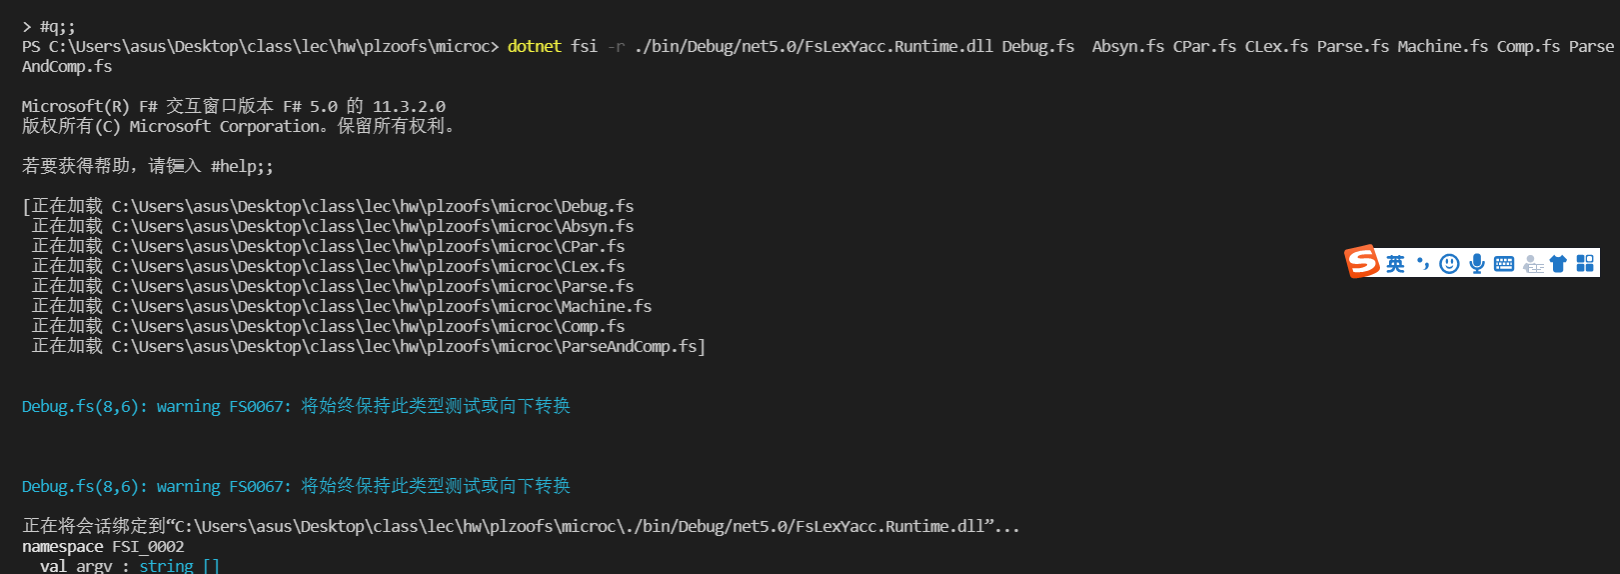 > #q;;
PS C:\Users\asus\Desktop\class\lec\hw\plzoofs\microc> dotnet fsi -r ./bin/Debug/net5.0/FsLexYacc.Runtime.dll Debug.fs  Absyn.fs CPar.fs CLex.fs Parse.fs Machine.fs Comp.fs Parse
AndComp.fs
Microsoft(R) F# 交互窗口版本 F# 5.0 的 11.3.2.0
版权所有(C) Microsoft Corporation。保留所有权利。
若要获得帮助，请键入 #help;;
[正在加载 C:\Users\asus\Desktop\class\lec\hw\plzoofs\microc\Debug.fs
正在加载 C:\Users\asus\Desktop\class\lec\hw\plzoofs\microc\Absyn.fs
正在加载 C:\Users\asus\Desktop\class\lec\hw\plzoofs\microc\CPar.fs
正在加载 C:\Users\asus\Desktop\class\lec\hw\plzoofs\microc\CLex.fs
正在加载 C:\Users\asus\Desktop\class\lec\hw\plzoofs\microc\Parse.fs
正在加载 C:\Users\asus\Desktop\class\lec\hw\plzoofs\microc\Machine.fs
正在加载 C:\Users\asus\Desktop\class\lec\hw\plzoofs\microc\Comp.fs
正在加载 C:\Users\asus\Desktop\class\lec\hw\plzoofs\microc\ParseAndComp.fs]
英
Debug.fs(8,6): warning FS0067: 将始终保持此类型测试或向下转换
Debug.fs(8,6): warning FS0067: 将始终保持此类型测试或向下转换
正在将会话绑定到“C:\Users\asus\Desktop\class\lec\hw\plzoofs\microc\./bin/Debug/net5.0/FsLexYacc.Runtime.dll”...
namespace FSI_0002
val argv : string []